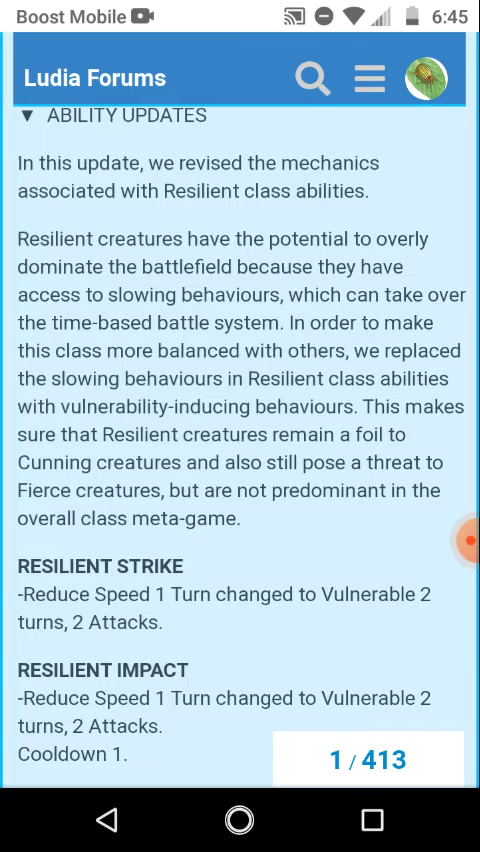 Boost Mobile 6:45
Ludia Forums
▼ ABILITY UPDATES
In this update, we revised the mechanics
associated with Resilient class abilities.
Resilient creatures have the potential to overly
dominate the battlefield because they have
access to slowing behaviours, which can take over
the time-based battle system. In order to make
this class more balanced with others, we replaced
the slowing behaviours in Resilient class abilities
with vulnerability-inducing behaviours. This makes
sure that Resilient creatures remain a foil to
Cunning creatures and also still pose a threat to
Fierce creatures, but are not predominant in the
overall class meta-game.
RESILIENT STRIKE
-Reduce Speed 1 Turn changed to Vulnerable 2
turns, 2 Attacks.
RESILIENT IMPACT
-Reduce Speed 1 Turn changed to Vulnerable 2
turns, 2 Attacks.
Cooldown 1.
1 / 413